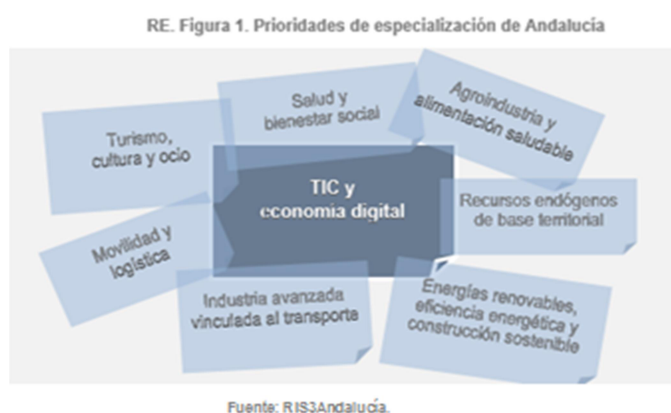 RE. Figura 1. Prioridades de especialización de Andalucía
Salud y
bienestar social
Agroindustria y
alimentación saludable
Turismo,
cultura y ocio
TIC y
economía digital
Recursos endógenos
de base territorial
Movilidad y
logística
Industria avanzada
vinculada al transporte
Energías renovables,
eficiencia energética y
construcción sostenible
Fuente: RIS3Andalucía.